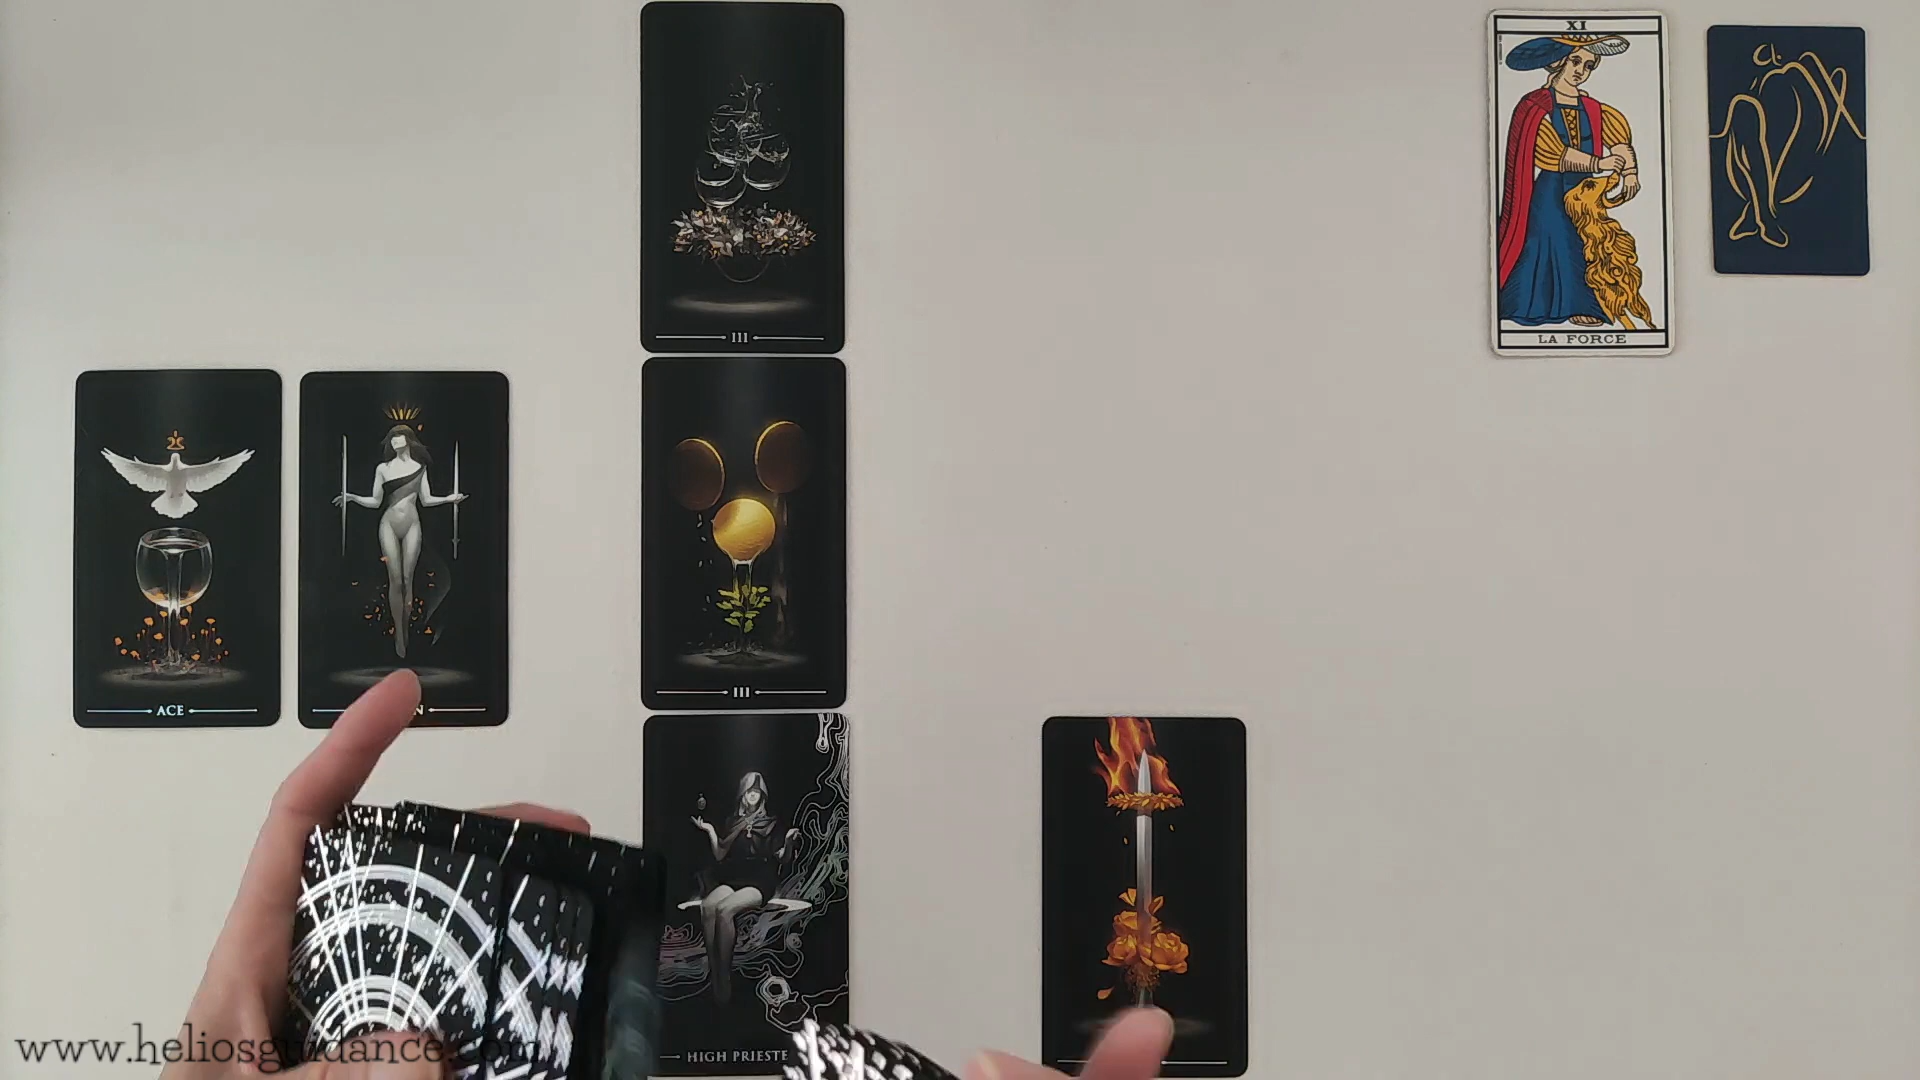 XI
LA FORCE
III
ACE
III
HIGH PRIESTE
www.heliosguidance.com